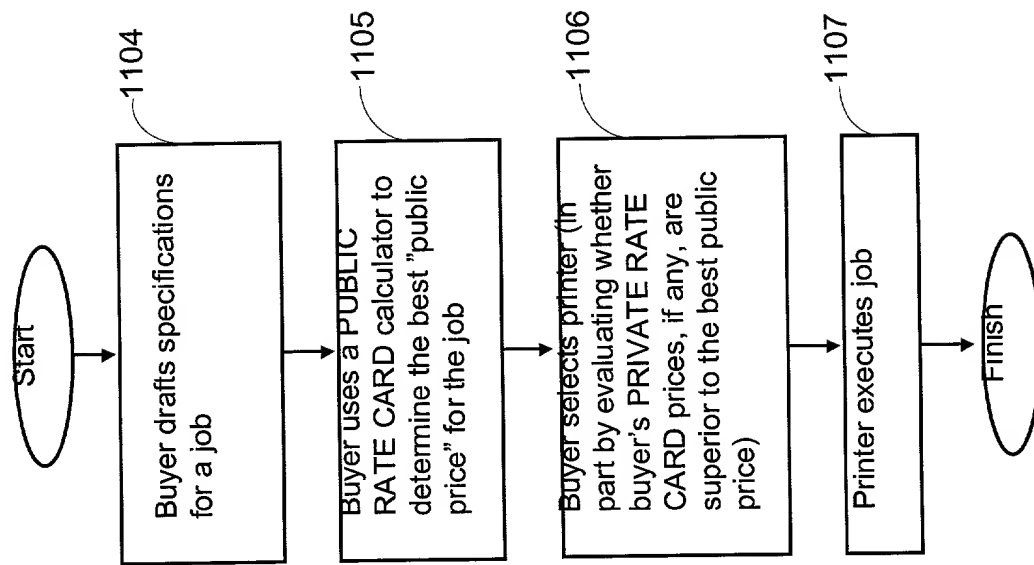 Start
1104
Buyer drafts specifications
for a job
1105
Buyer uses a PUBLIC
RATE CARD calculator to
determine the best "public
price" for the job
1106
Buyer selects printer (in
part by evaluating whether
buyer's PRIVATE RATE
CARD prices, if any, are
superior to the best public
price)
1107
Printer executes job
Finish